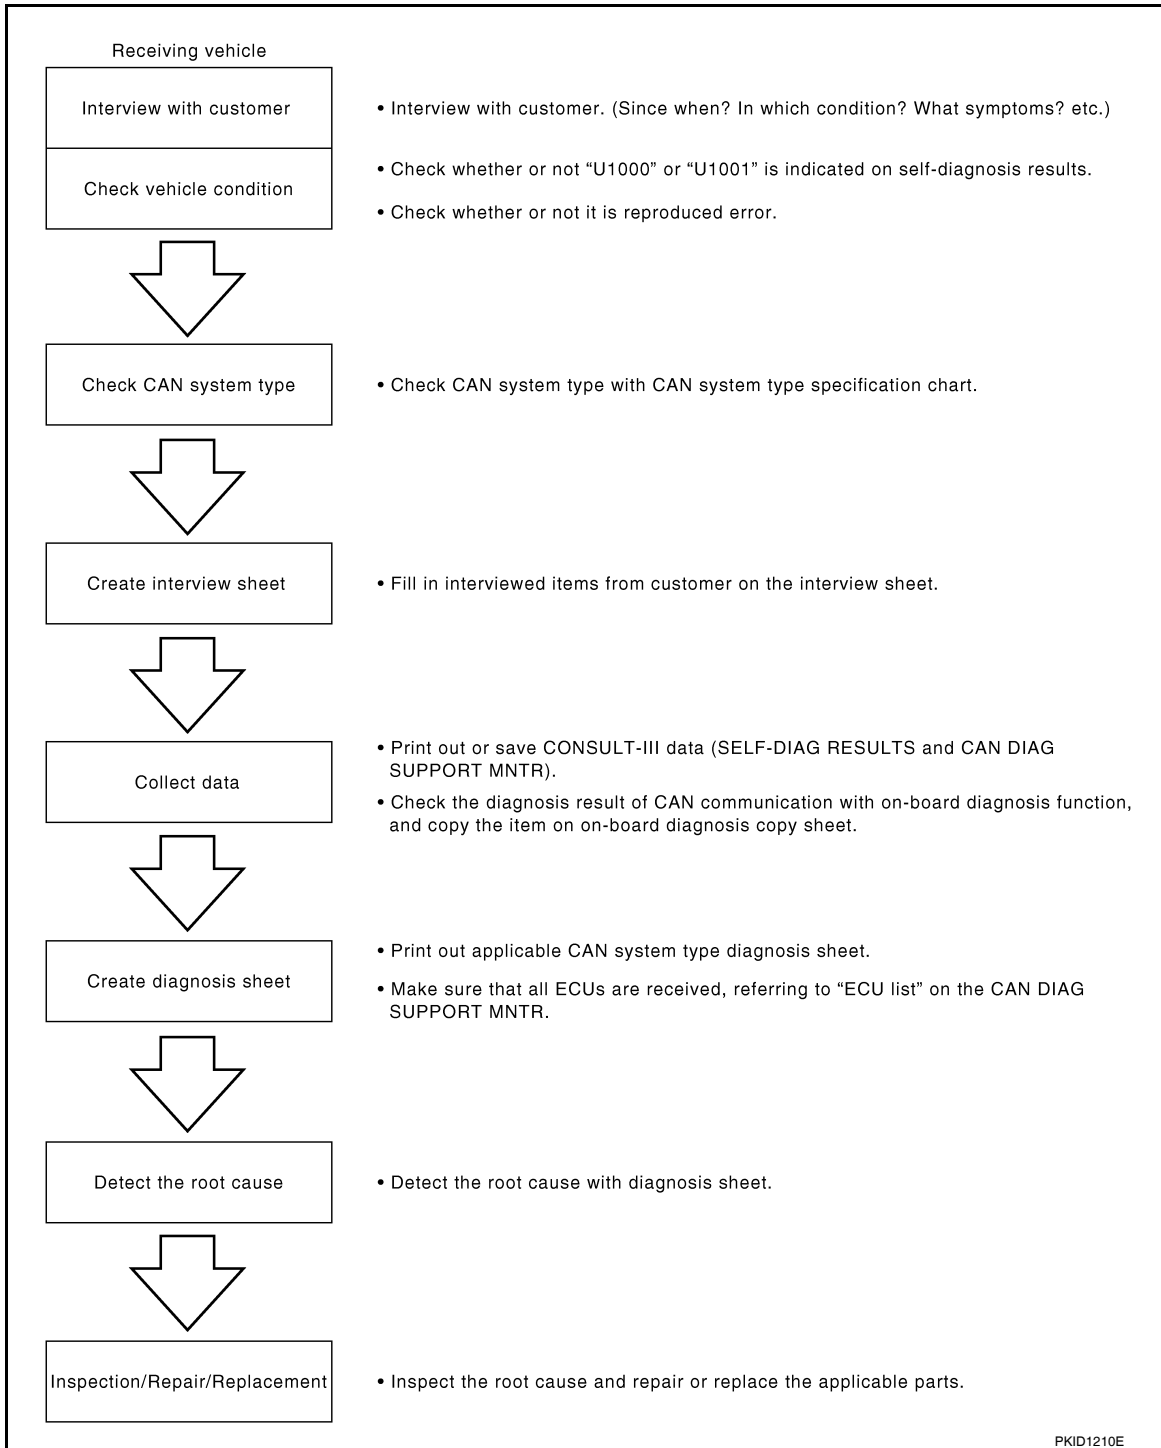 Receiving vehicle
Interview with customer
• Interview with customer. (Since when? In which condition? What symptoms? etc.)
Check vehicle condition
• Check whether or not “U1000” or “U1001” is indicated on self-diagnosis results.
• Check whether or not it is reproduced error.
Check CAN system type
• Check CAN system type with CAN system type specification chart.
Create interview sheet
• Fill in interviewed items from customer on the interview sheet.
Collect data
• Print out or save CONSULT-III data (SELF-DIAG RESULTS and CAN DIAG
SUPPORT MNTR).
• Check the diagnosis result of CAN communication with on-board diagnosis function,
and copy the item on on-board diagnosis copy sheet.
Create diagnosis sheet
• Print out applicable CAN system type diagnosis sheet.
• Make sure that all ECUs are received, referring to “ECU list” on the CAN DIAG
SUPPORT MNTR.
Detect the root cause
• Detect the root cause with diagnosis sheet.
Inspection/Repair/Replacement
• Inspect the root cause and repair or replace the applicable parts.
PKID1210E